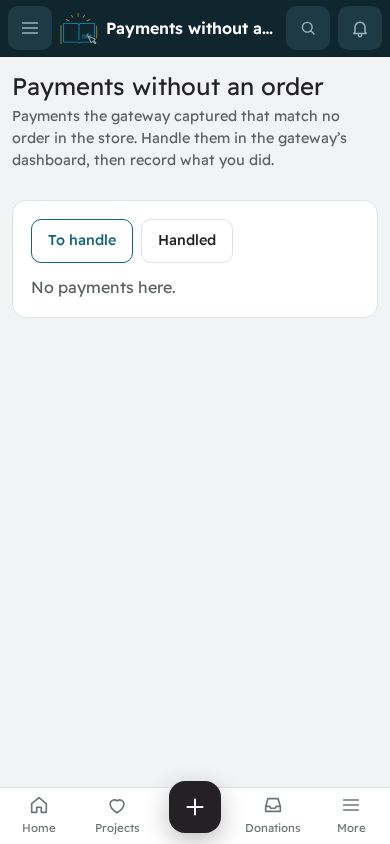 Payments without a...
Payments without an order
Payments the gateway captured that match no
order in the store. Handle them in the gateway’s
dashboard, then record what you did.
To handle
Handled
No payments here.
Home
Projects
Donations
More